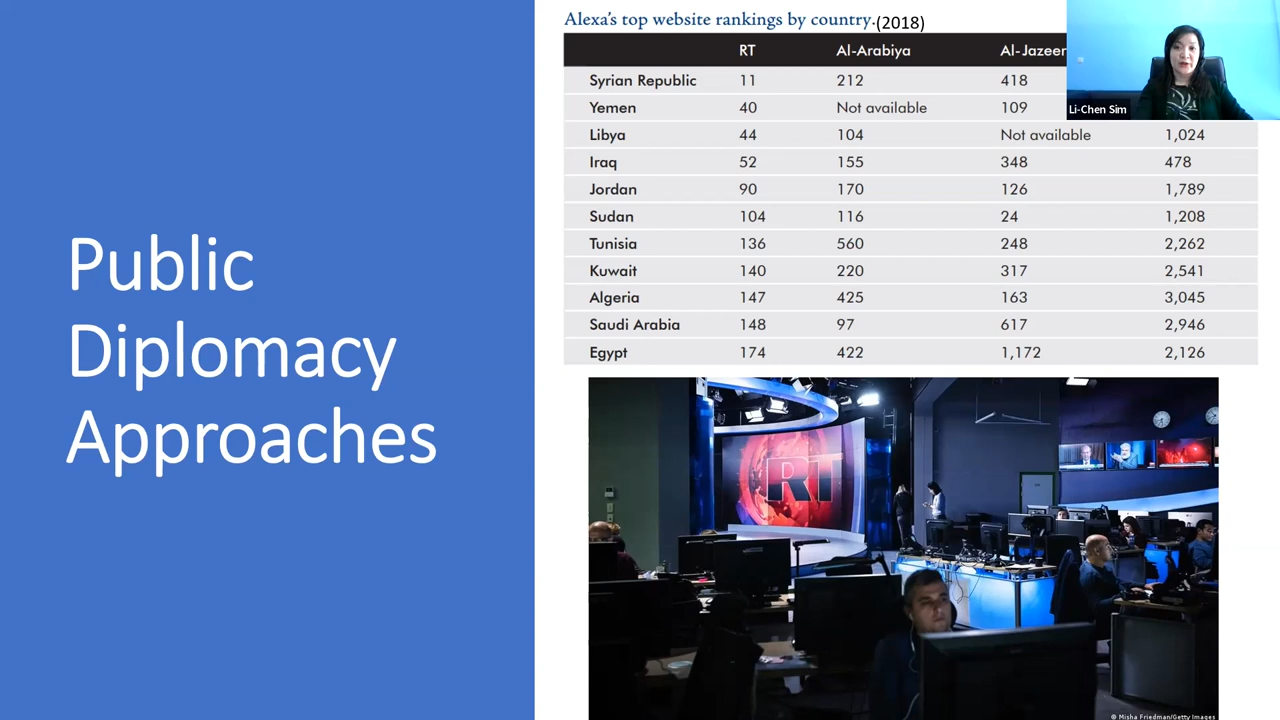 Alexa's top website rankings by country.(2018)
RT Al-Arabiya Al-Jazeer
Syrian Republic 11 212 418
Yemen 40 Not available 109
Libya 44 104 Not available 1,024
Iraq 52 155 348 478
Jordan 90 170 126 1,789
Sudan 104 116 24 1,208
Tunisia 136 560 248 2,262
Kuwait 140 220 317 2,541
Algeria 147 425 163 3,045
Saudi Arabia 148 97 617 2,946
Egypt 174 422 1,172 2,126
Li-Chen Sim
Public
Diplomacy
Approaches
RT
© Misha Friedman/Getty Images